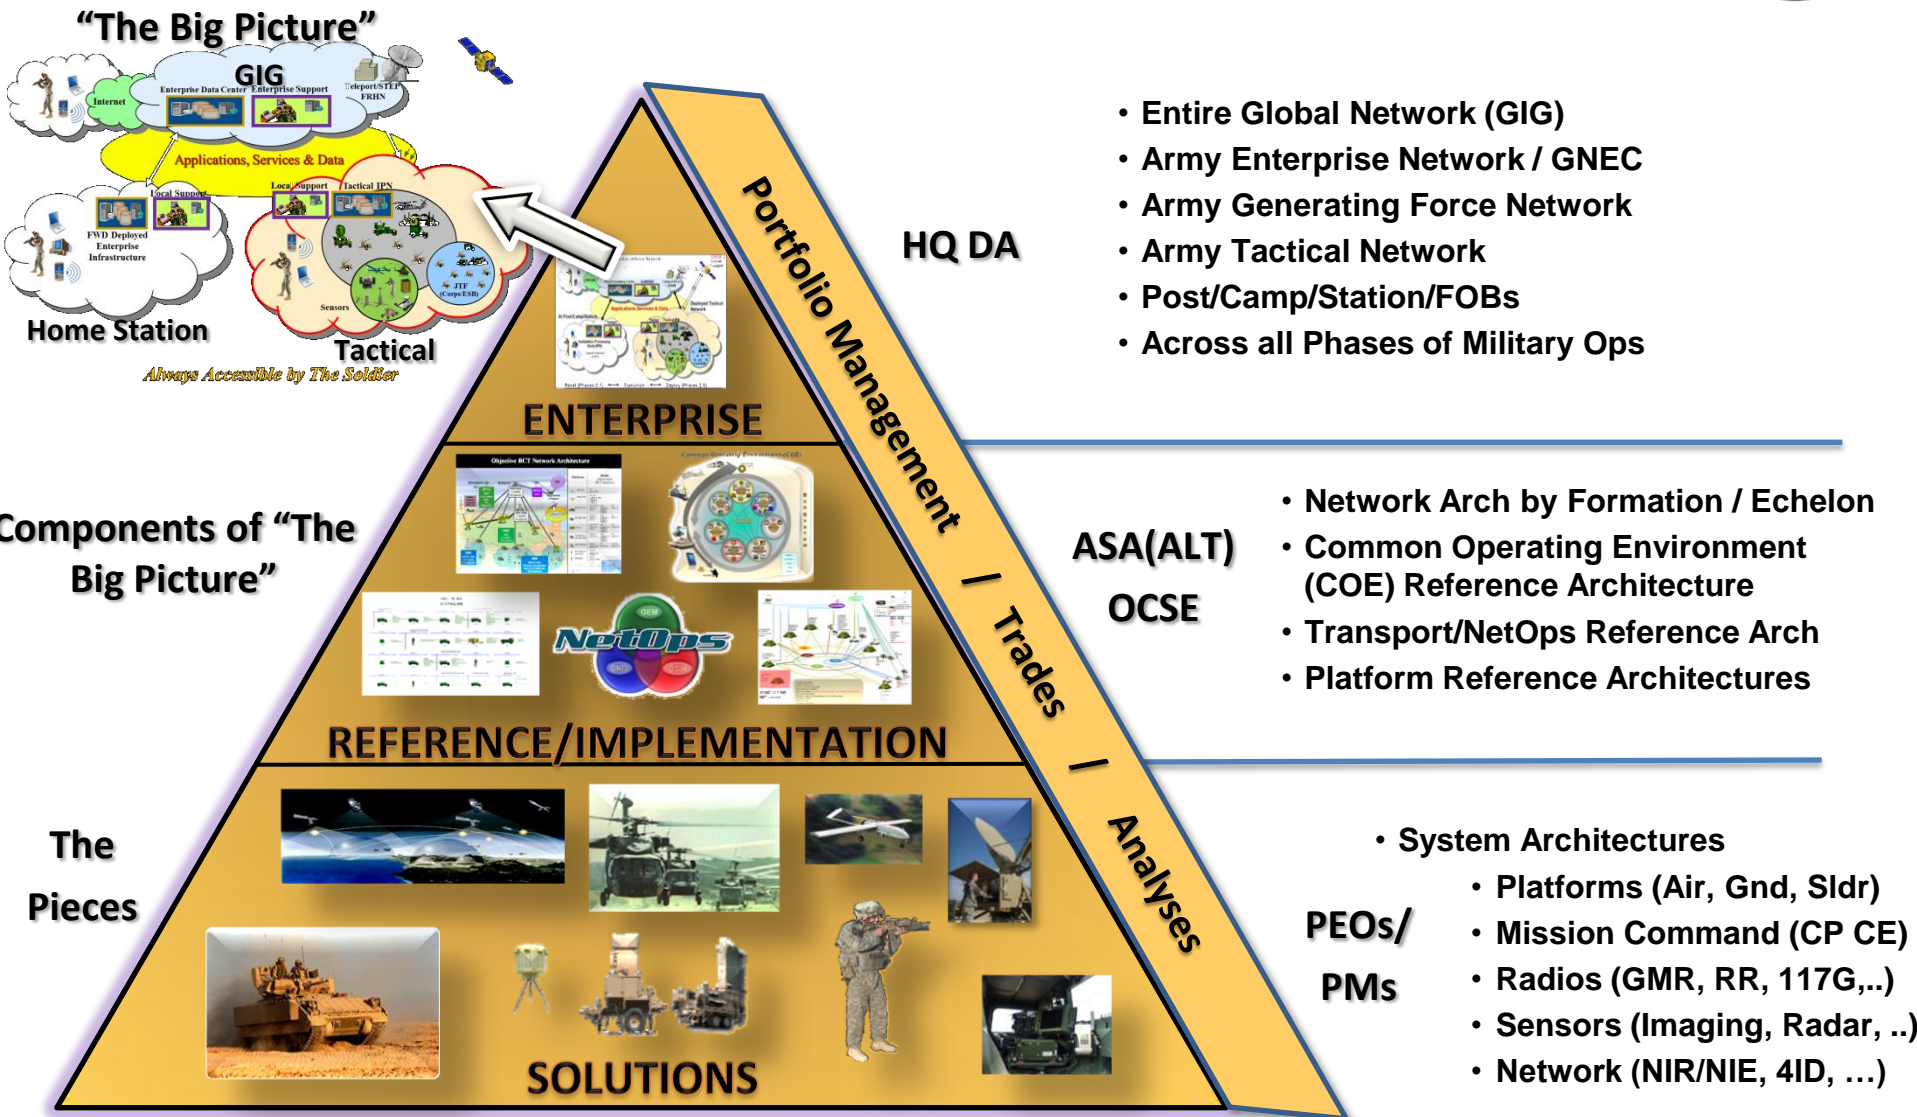 “The Big Picture”
GIG
Internet
Enterprise Data Center
Enterprise Support
Teleport/STEP
FRHN
Applications, Services & Data
Local Support
FWD Deployed
Enterprise
Infrastructure
Local Support
Tactical IPN
Sensors
JTF
(Corps/ESB)
Home Station
Tactical
Always Accessible by The Soldier
Components of “The
Big Picture”
The
Pieces
Applications Services & Data
ENTERPRISE
Objective BCT Network Architecture
NetOps
GEM
REFERENCE/IMPLEMENTATION
SOLUTIONS
Portfolio Management / Trades / Analyses
HQ DA
• Entire Global Network (GIG)
• Army Enterprise Network / GNEC
• Army Generating Force Network
• Army Tactical Network
• Post/Camp/Station/FOBs
• Across all Phases of Military Ops
ASA(ALT)
OCSE
• Network Arch by Formation / Echelon
• Common Operating Environment
(COE) Reference Architecture
• Transport/NetOps Reference Arch
• Platform Reference Architectures
PEOs/
PMs
• System Architectures
• Platforms (Air, Gnd, Sldr)
• Mission Command (CP CE)
• Radios (GMR, RR, 117G,..)
• Sensors (Imaging, Radar, ..)
• Network (NIR/NIE, 4ID, …)